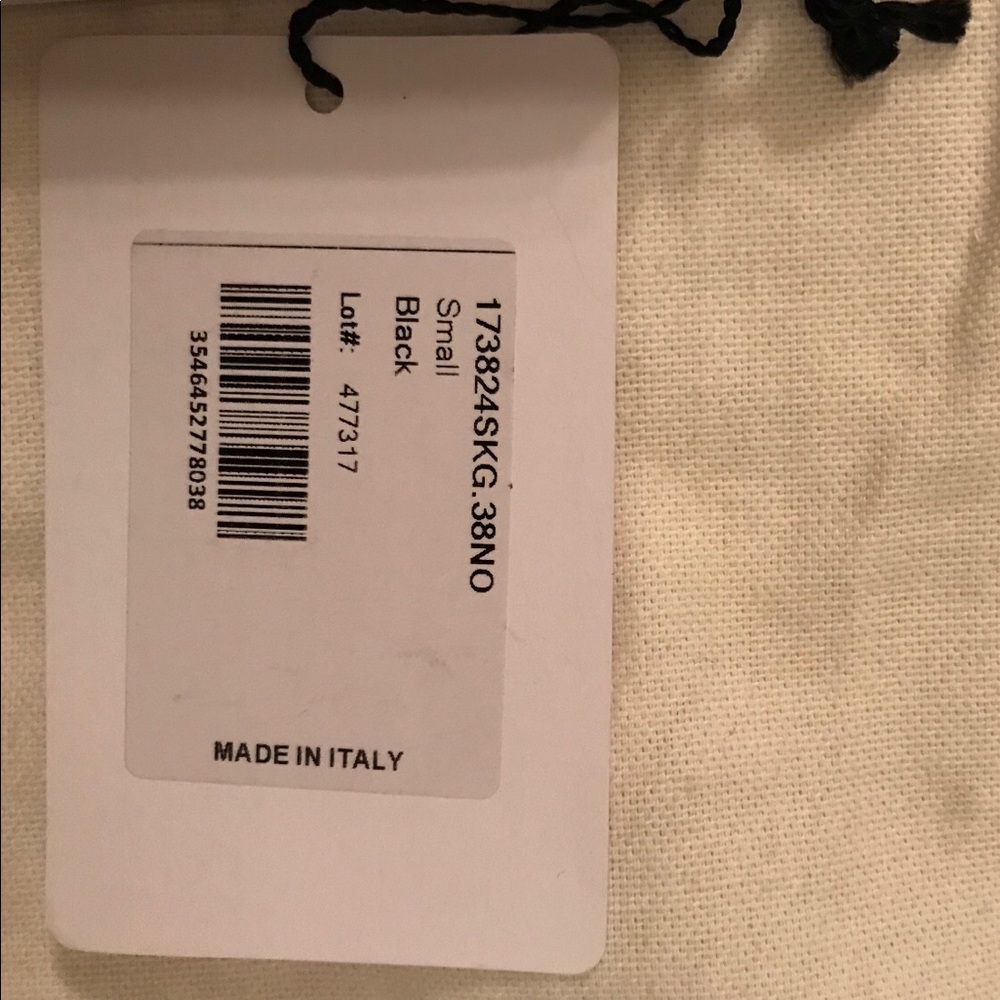 173824SKG.38NO
Small
Black
Lot#: 477317
3546452778038
MADE IN ITALY